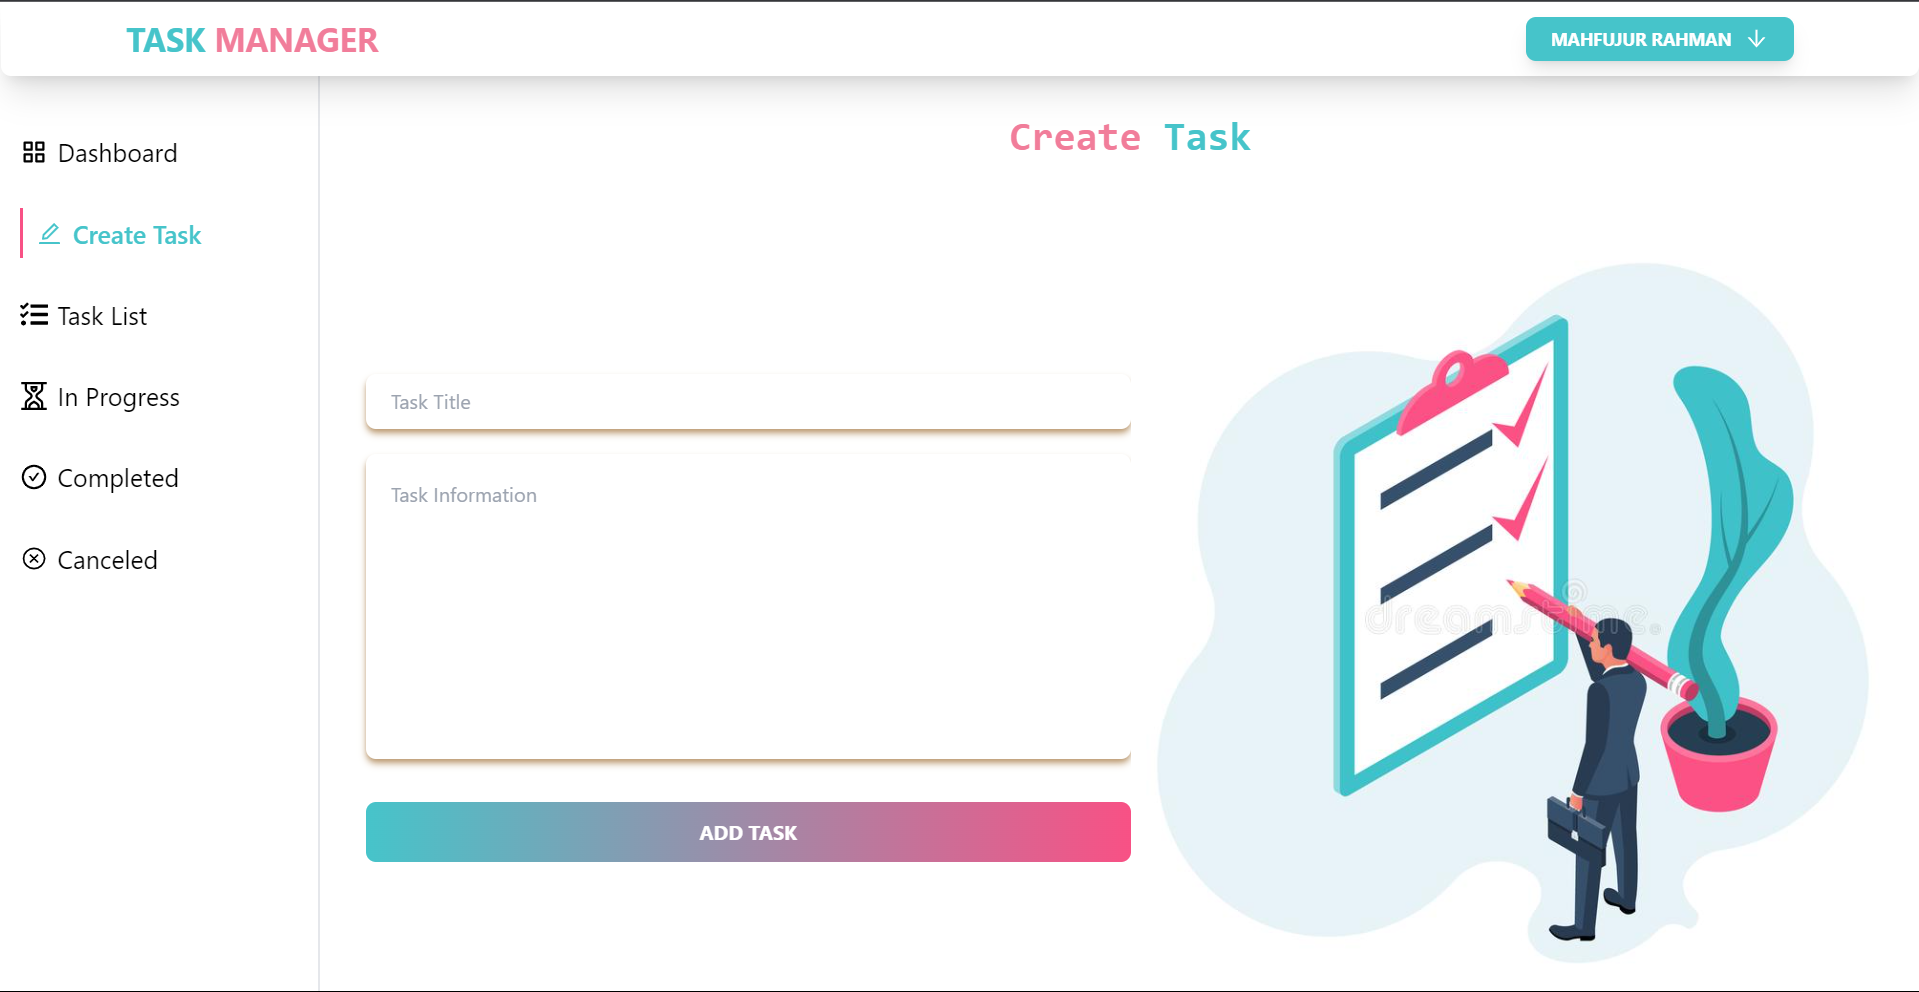 TASK MANAGER
MAHFUJUR RAHMAN
Dashboard
Create Task
Task List
In Progress
Completed
Canceled
Create Task
Task Title
Task Information
ADD TASK
dreamstime.